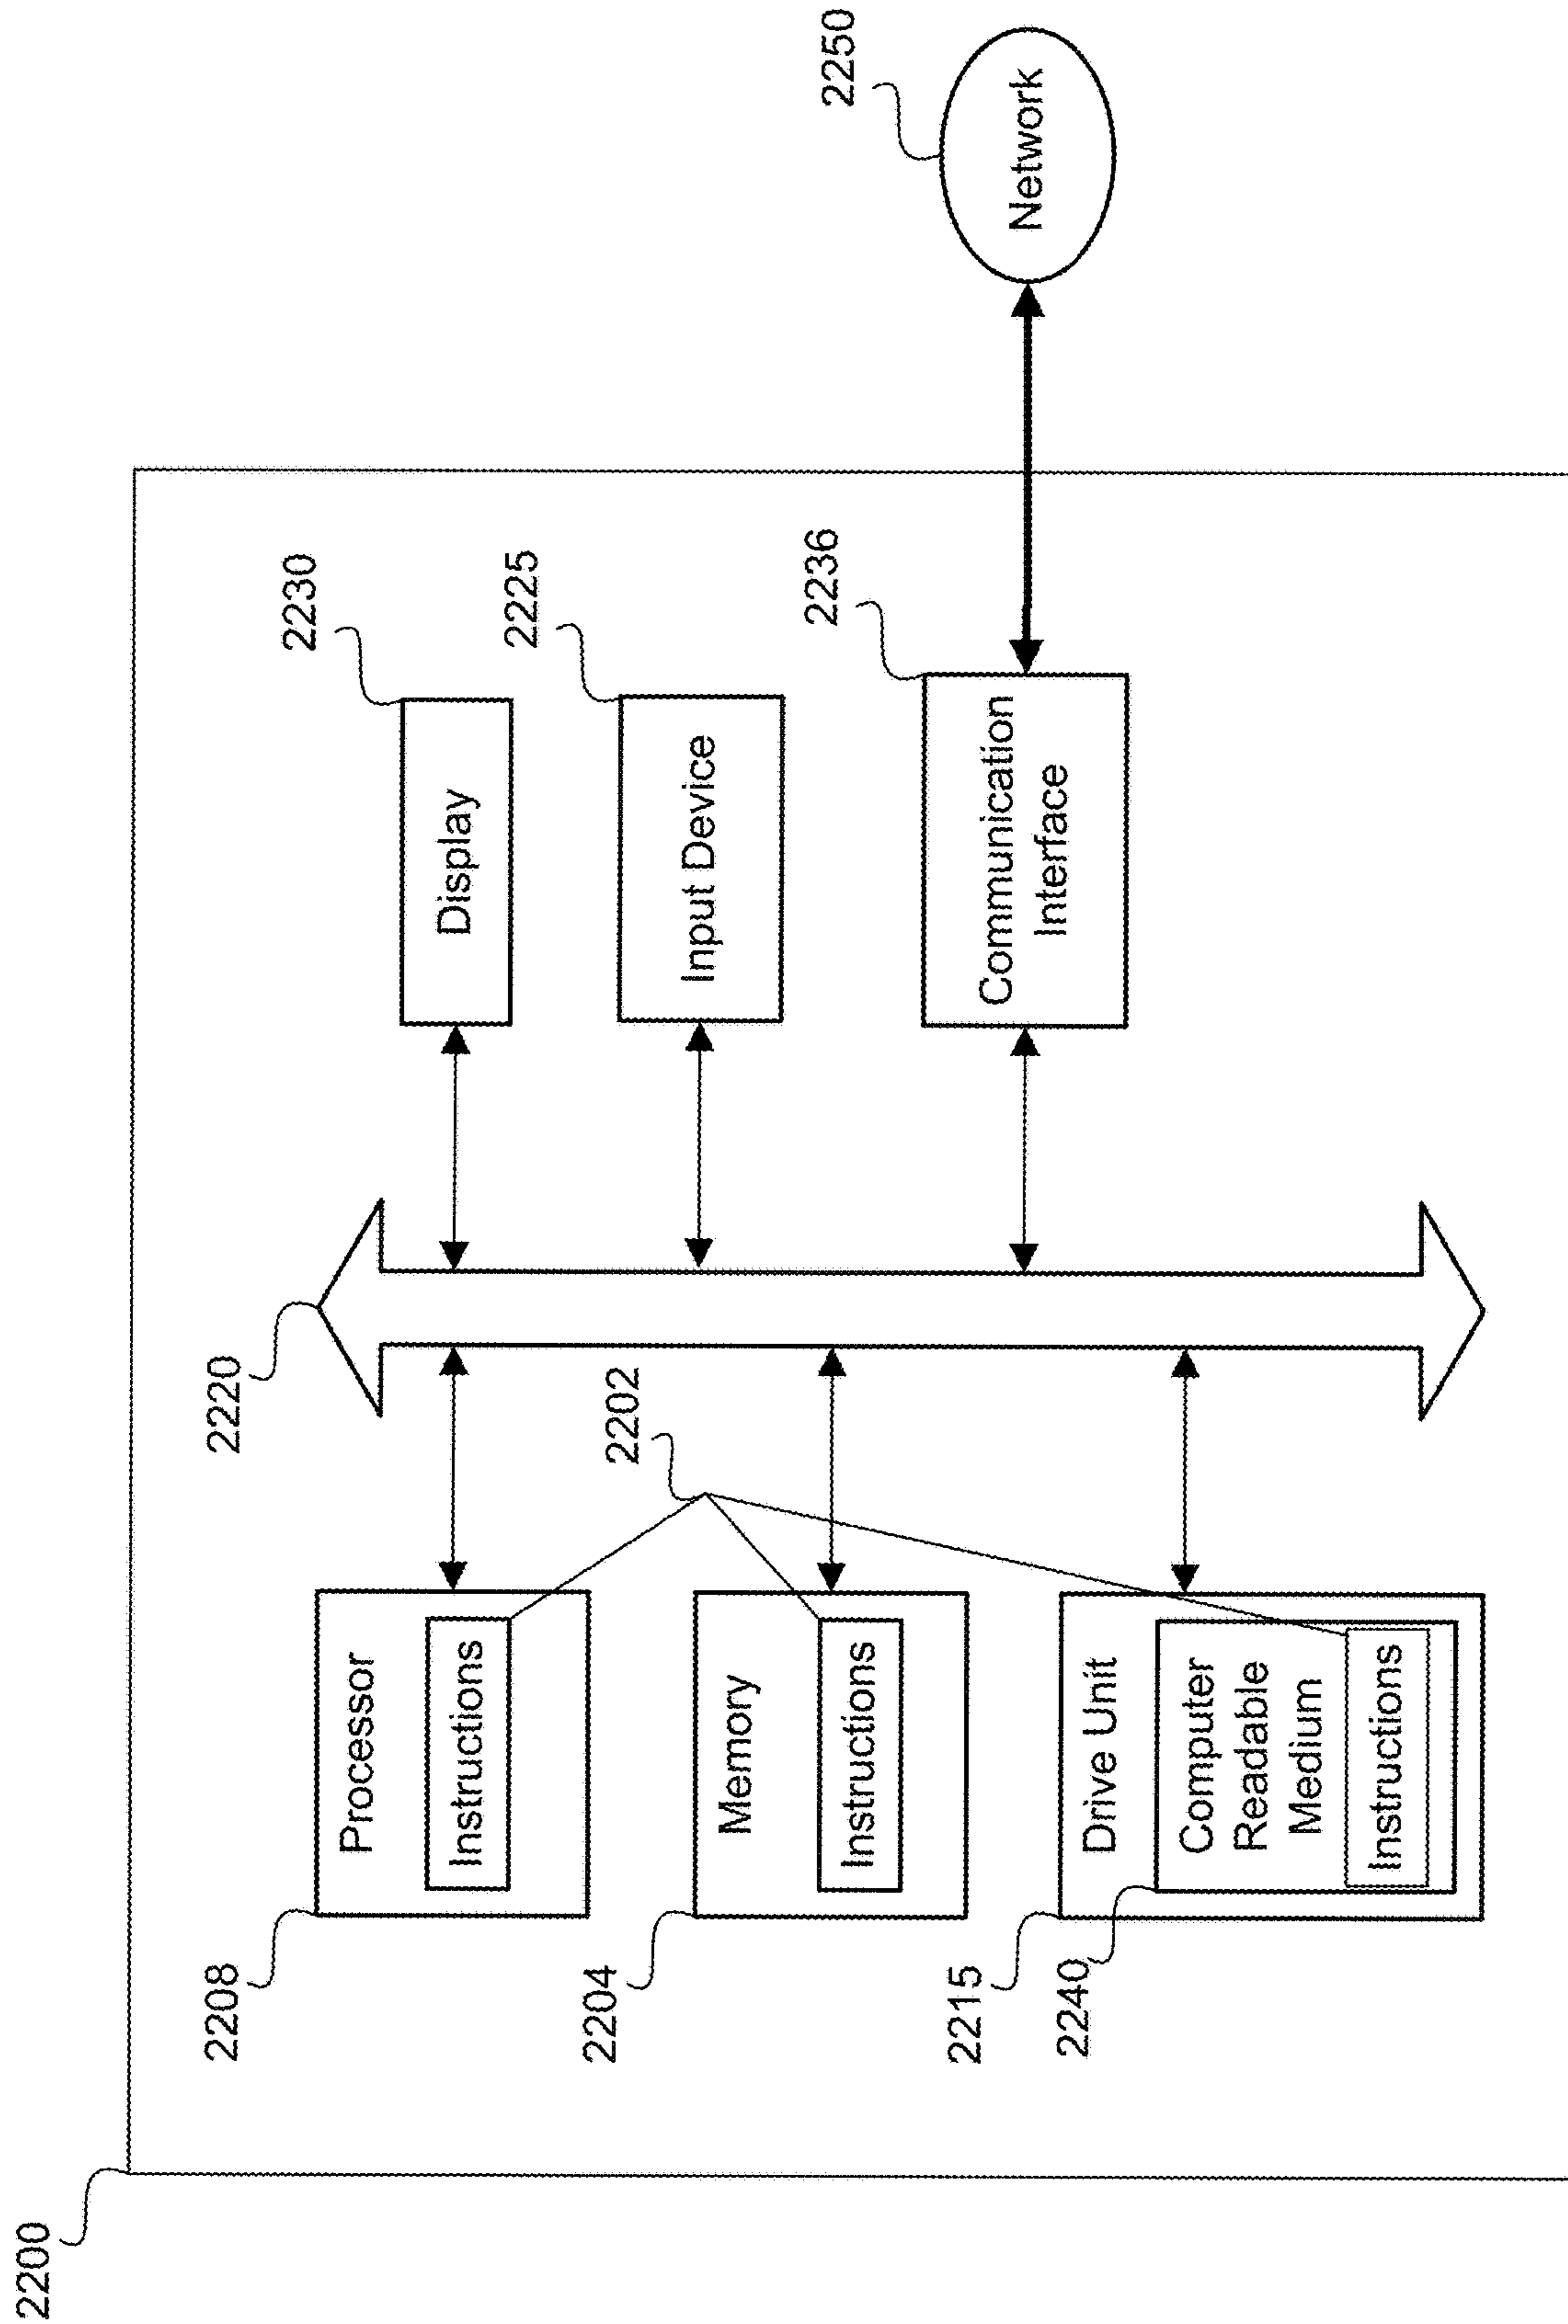 2200
2208
Processor
Instructions
2204
Memory
Instructions
2215
Drive Unit
2240
Computer
Readable
Medium
Instructions
2202
2220
2230
Display
2225
Input Device
2236
Communication
Interface
2250
Network